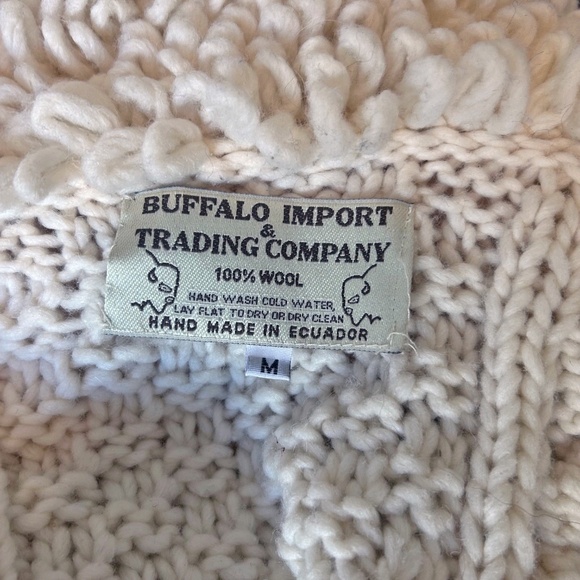 BUFFALO IMPORT
&
TRADING COMPANY
100% WOOL
HAND WASH COLD WATER,
LAY FLAT TO DRY OR DRY CLEAN
HAND MADE IN ECUADOR
M